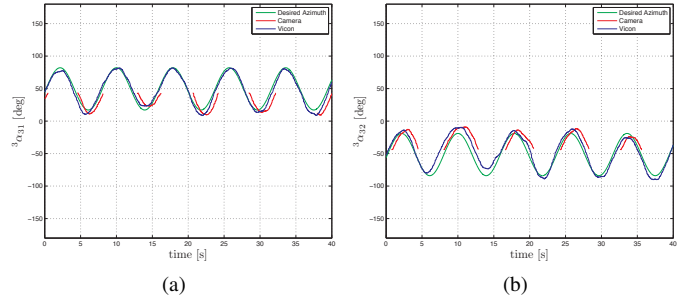 Desired Azimuth
Camera
Vicon
150
100
50
0
−50
−100
−150
³α₃₁ [deg]
0 5 10 15 20 25 30 35 40
time [s]
(a)
Desired Azimuth
Camera
Vicon
150
100
50
0
−50
−100
−150
³α₃₂ [deg]
0 5 10 15 20 25 30 35 40
time [s]
(b)